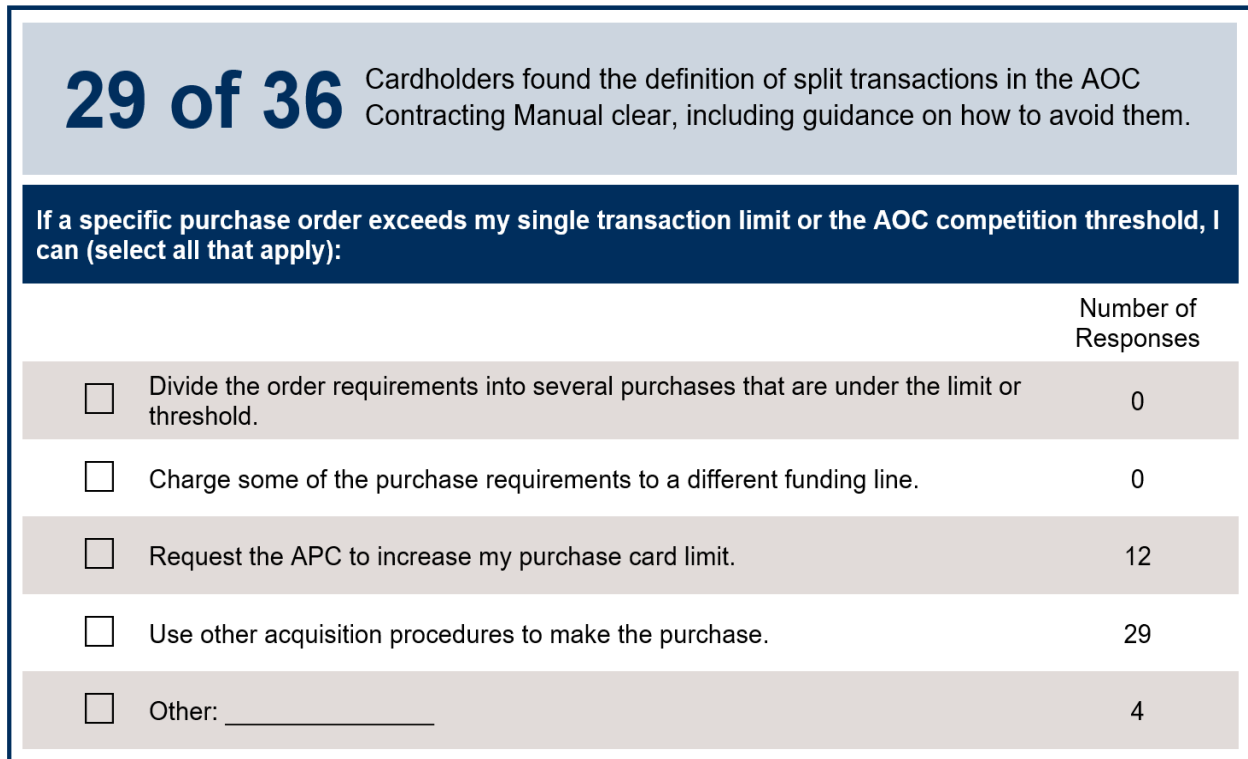 29 of 36
Cardholders found the definition of split transactions in the AOC
Contracting Manual clear, including guidance on how to avoid them.
If a specific purchase order exceeds my single transaction limit or the AOC competition threshold, I
can (select all that apply):
Number of
Responses
Divide the order requirements into several purchases that are under the limit or
threshold.
0
Charge some of the purchase requirements to a different funding line.
0
Request the APC to increase my purchase card limit.
12
Use other acquisition procedures to make the purchase.
29
Other: _______________
4